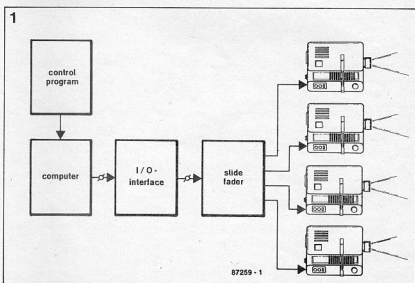 1
control
program
computer
I / O -
interface
slide
fader
87259 - 1